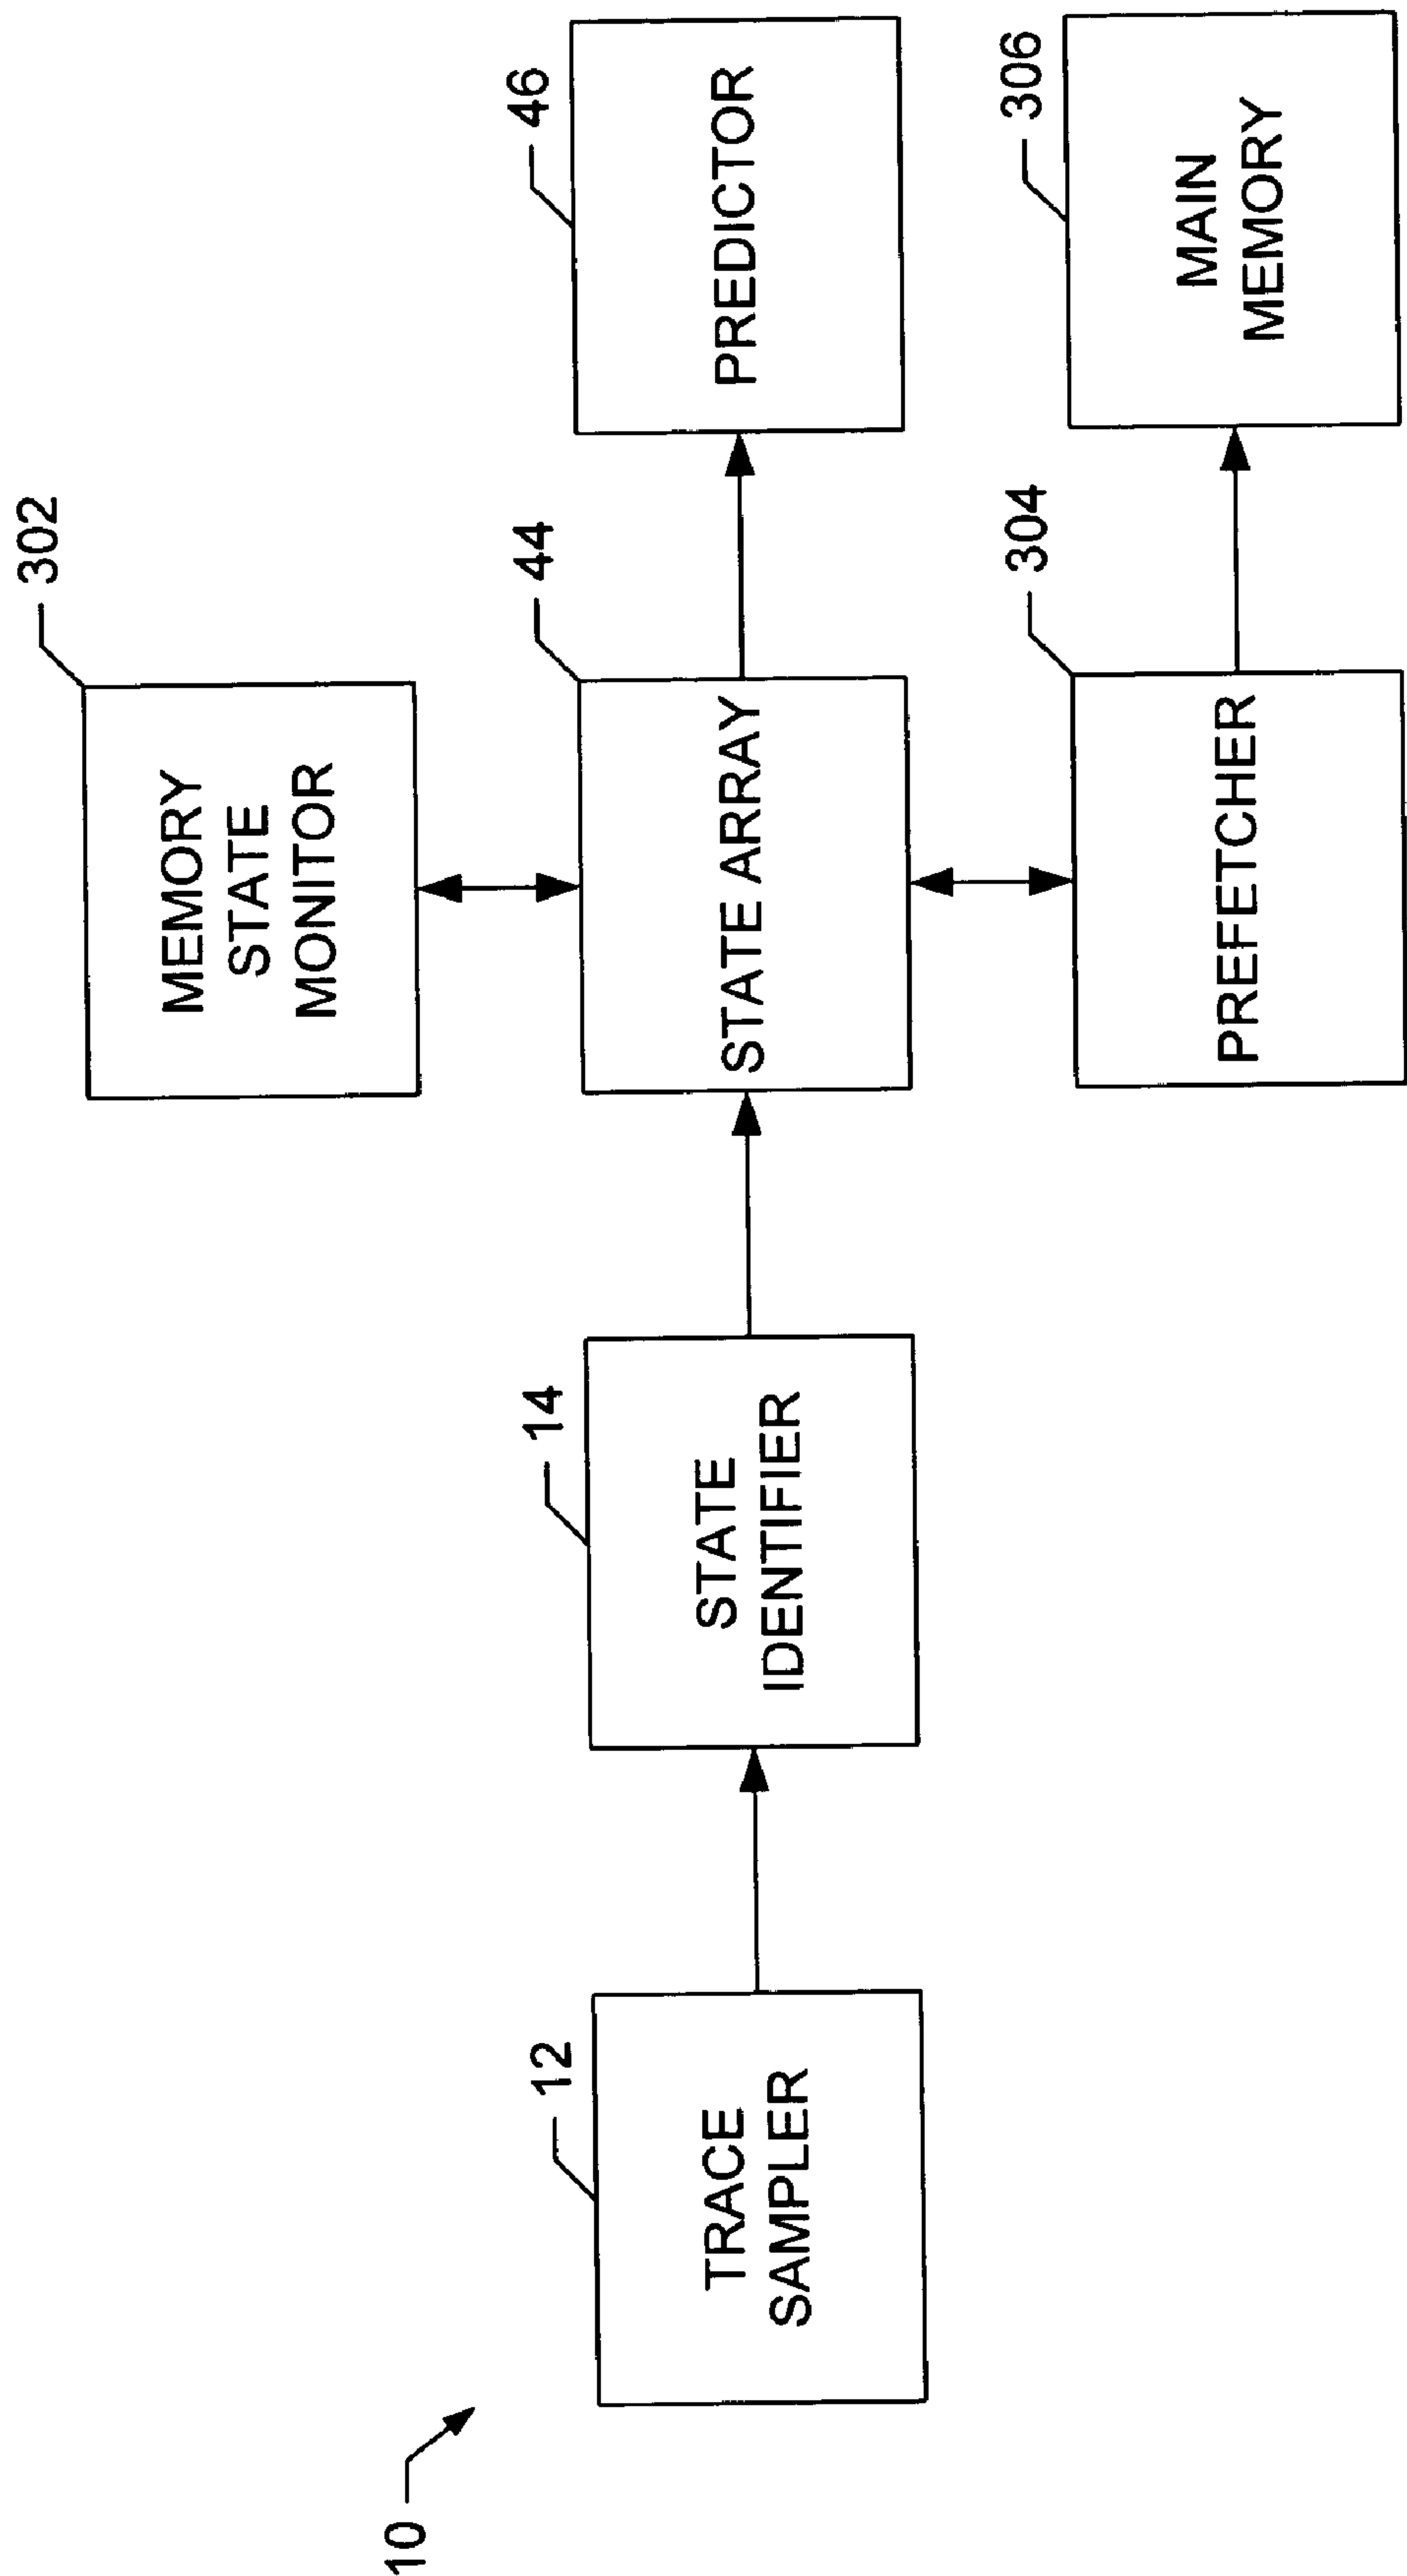 10
12
TRACE
SAMPLER
14
STATE
IDENTIFIER
302
MEMORY
STATE
MONITOR
44
STATE ARRAY
304
PREFETCHER
46
PREDICTOR
306
MAIN
MEMORY